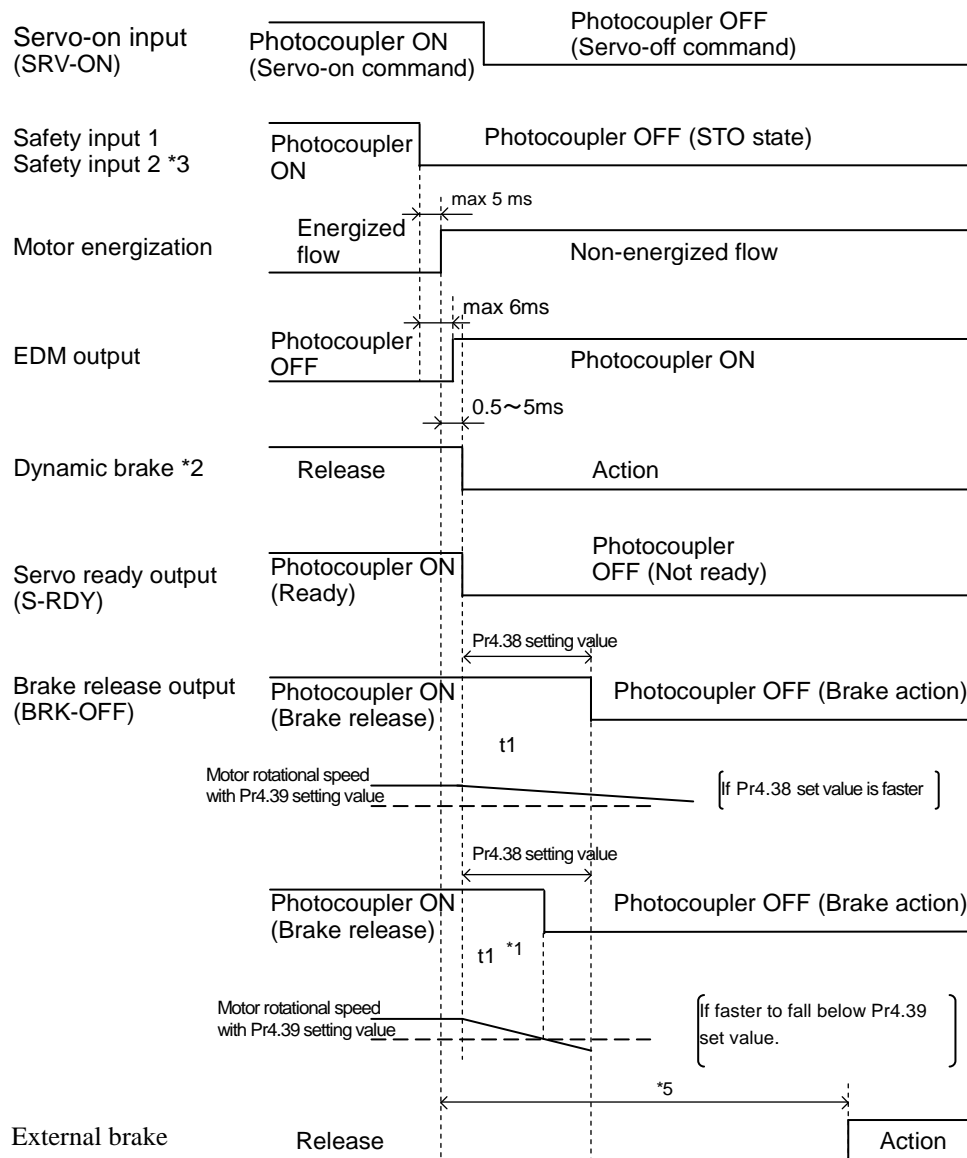 Servo-on input
(SRV-ON)
Photocoupler ON
(Servo-on command)
Photocoupler OFF
(Servo-off command)
Safety input 1
Safety input 2 *3
Photocoupler
ON
Photocoupler OFF (STO state)
max 5 ms
Motor energization
Energized
flow
Non-energized flow
max 6ms
EDM output
Photocoupler
OFF
Photocoupler ON
0.5～5ms
Dynamic brake *2
Release
Action
Servo ready output
(S-RDY)
Photocoupler ON
(Ready)
Photocoupler
OFF (Not ready)
Pr4.38 setting value
Brake release output
(BRK-OFF)
Photocoupler ON
(Brake release)
Photocoupler OFF (Brake action)
t1
Motor rotational speed
with Pr4.39 setting value
If Pr4.38 set value is faster
Pr4.38 setting value
Photocoupler ON
(Brake release)
Photocoupler OFF (Brake action)
t1 *1
Motor rotational speed
with Pr4.39 setting value
If faster to fall below Pr4.39
set value.
*5
External brake
Release
Action